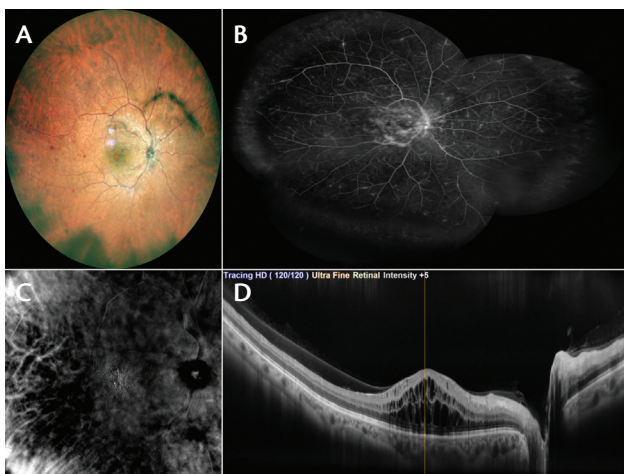 A
B
C
D
Tracing HD ( 120/120 ) Ultra Fine Retinal Intensity +5